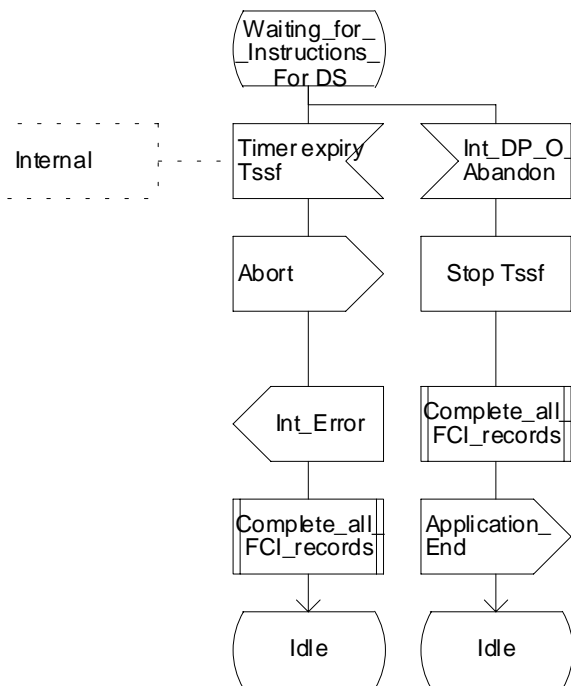 Waiting_for_
_Instructions_
For DS
Internal
Timer expiry
Tssf
Int_DP_O_
Abandon
Abort
Stop Tssf
Int_Error
Complete_all_
FCI_records
Complete_all_
FCI_records
Application_
End
Idle
Idle